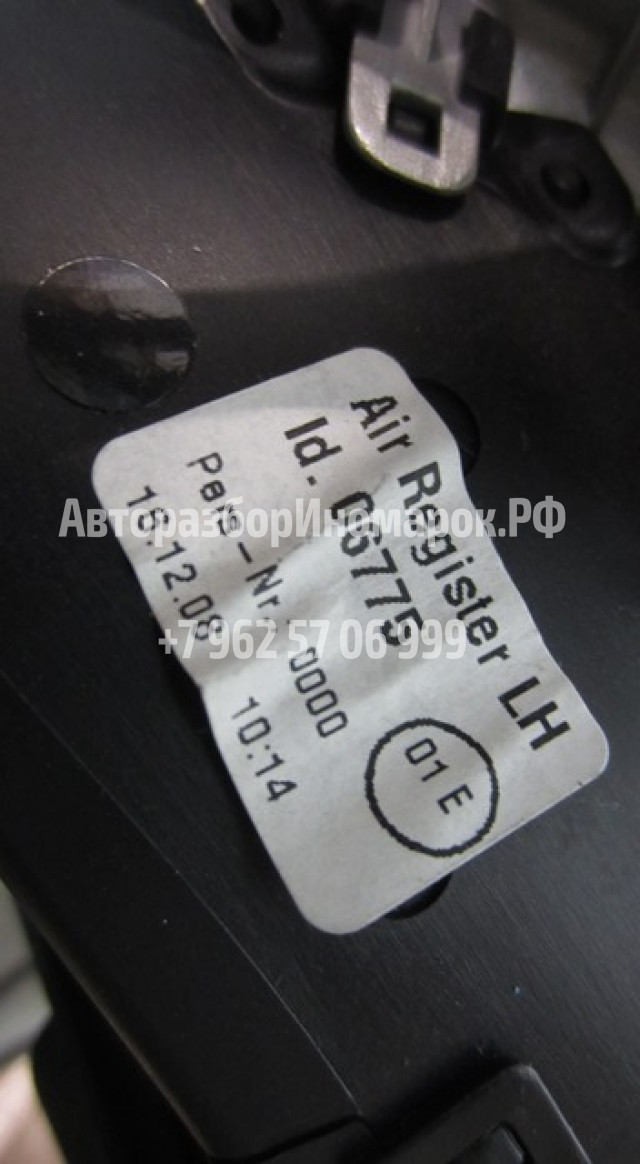 Air Register LH
Id. 06775
Pers-Nr. 0000
16.12.08 10:14
01 E
АвторазборИномарок.РФ
+7 962 57 06 999